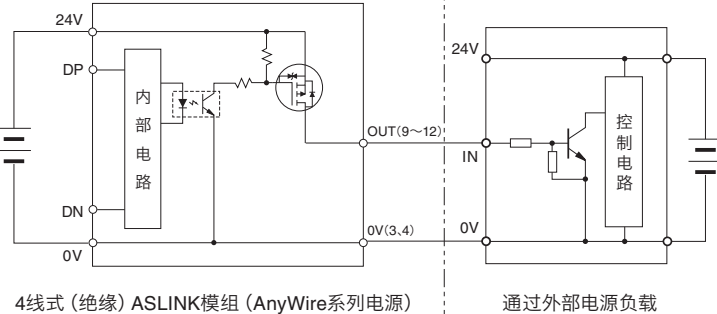 24V
DP
内部电路
DN
0V
OUT(9～12)
0V(3、4)
24V
IN
0V
控制电路
4线式（绝缘）ASLINK模组（AnyWire系列电源）
通过外部电源负载